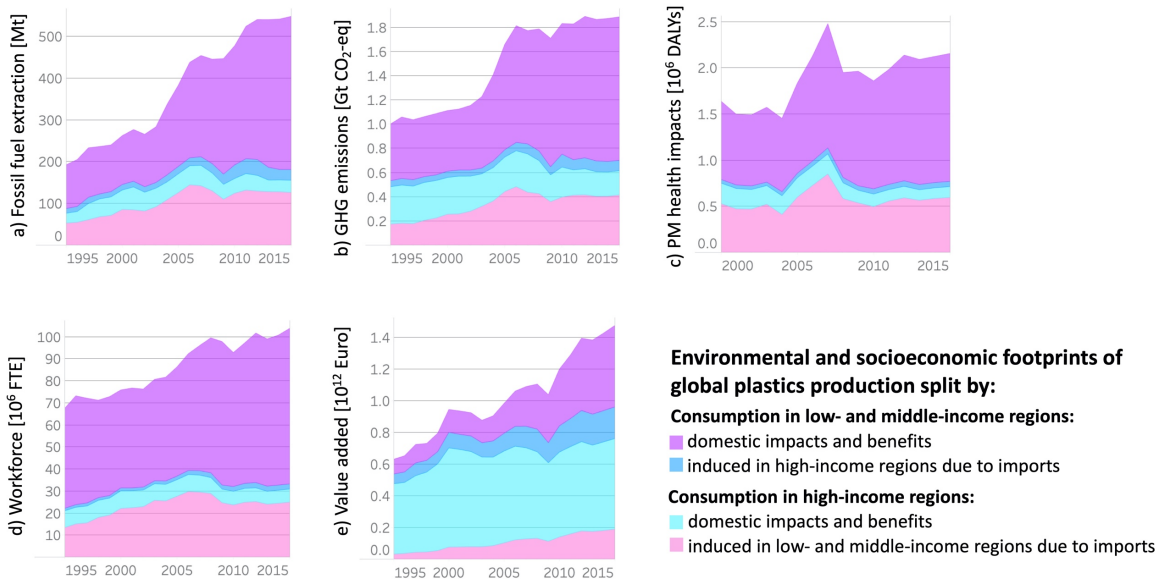 a) Fossil fuel extraction [Mt]
500
400
300
200
100
0
1995 2000 2005 2010 2015
b) GHG emissions [Gt CO2-eq]
1.8
1.6
1.4
1.2
1.0
0.8
0.6
0.4
0.2
1995 2000 2005 2010 2015
c) PM health impacts [10^6 DALYs]
2.5
2.0
1.5
1.0
0.5
0.0
2000 2005 2010 2015
d) Workforce [10^6 FTE]
100
90
80
70
60
50
40
30
20
10
1995 2000 2005 2010 2015
e) Value added [10^12 Euro]
1.4
1.2
1.0
0.8
0.6
0.4
0.2
0.0
1995 2000 2005 2010 2015
Environmental and socioeconomic footprints of
global plastics production split by:
Consumption in low- and middle-income regions:
domestic impacts and benefits
induced in high-income regions due to imports
Consumption in high-income regions:
domestic impacts and benefits
induced in low- and middle-income regions due to imports